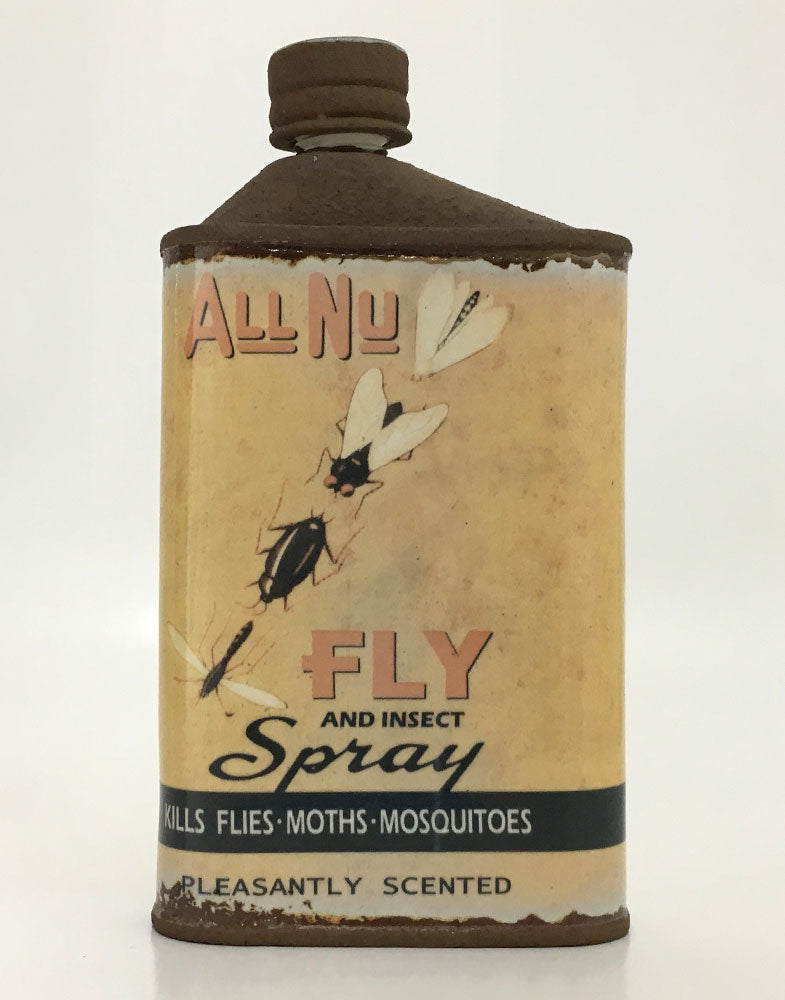 ALL NU
FLY
AND INSECT
Spray
KILLS FLIES·MOTHS·MOSQUITOES
PLEASANTLY SCENTED